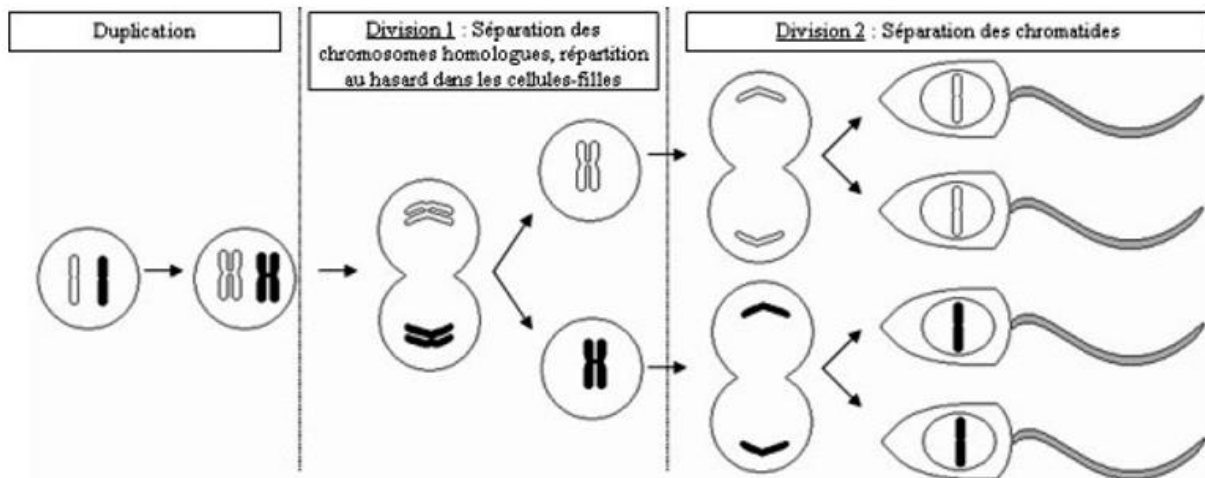 Duplication
Division 1 : Séparation des
chromosomes homologues, répartition
au hasard dans les cellules-filles
Division 2 : Séparation des chromatides